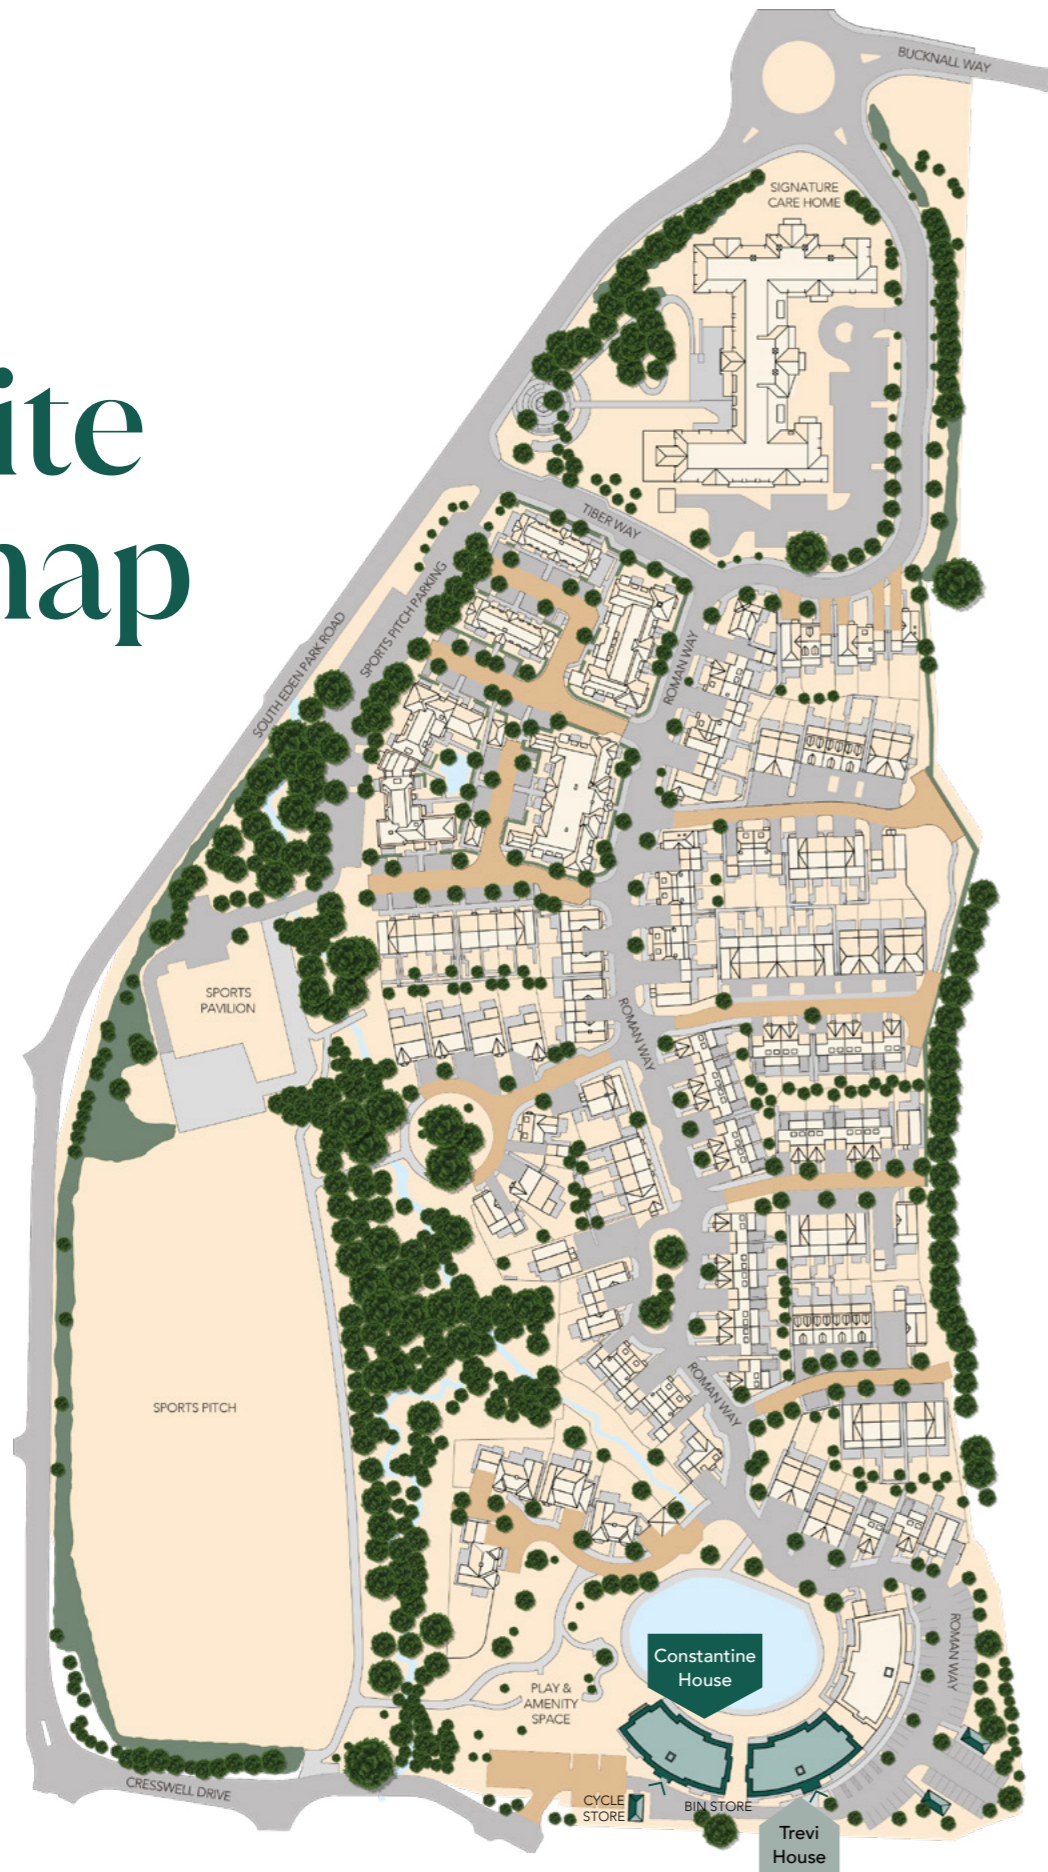 ite
nap
BUCKNALL WAY
SIGNATURE
CARE HOME
TIBER WAY
SPORTS PITCH PARKING
SOUTH EDEN PARK ROAD
ROMAN WAY
SPORTS
PAVILION
ROMAN WAY
SPORTS PITCH
ROMAN WAY
ROMAN WAY
Constantine
House
PLAY &
AMENITY
SPACE
CRESSWELL DRIVE
CYCLE
STORE
BIN STORE
Trevi
House